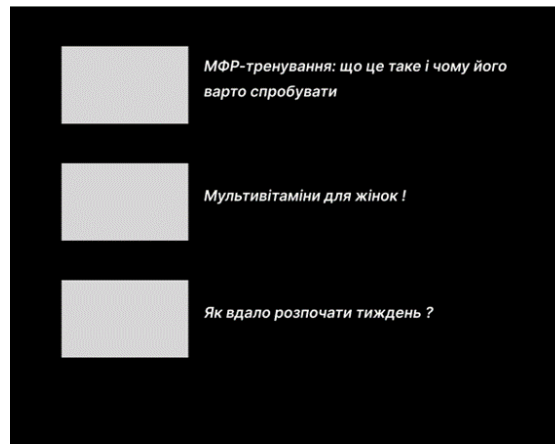 МФР-тренування: що це таке і чому його
варто спробувати
Мультивітаміни для жінок !
Як вдало розпочати тиждень ?